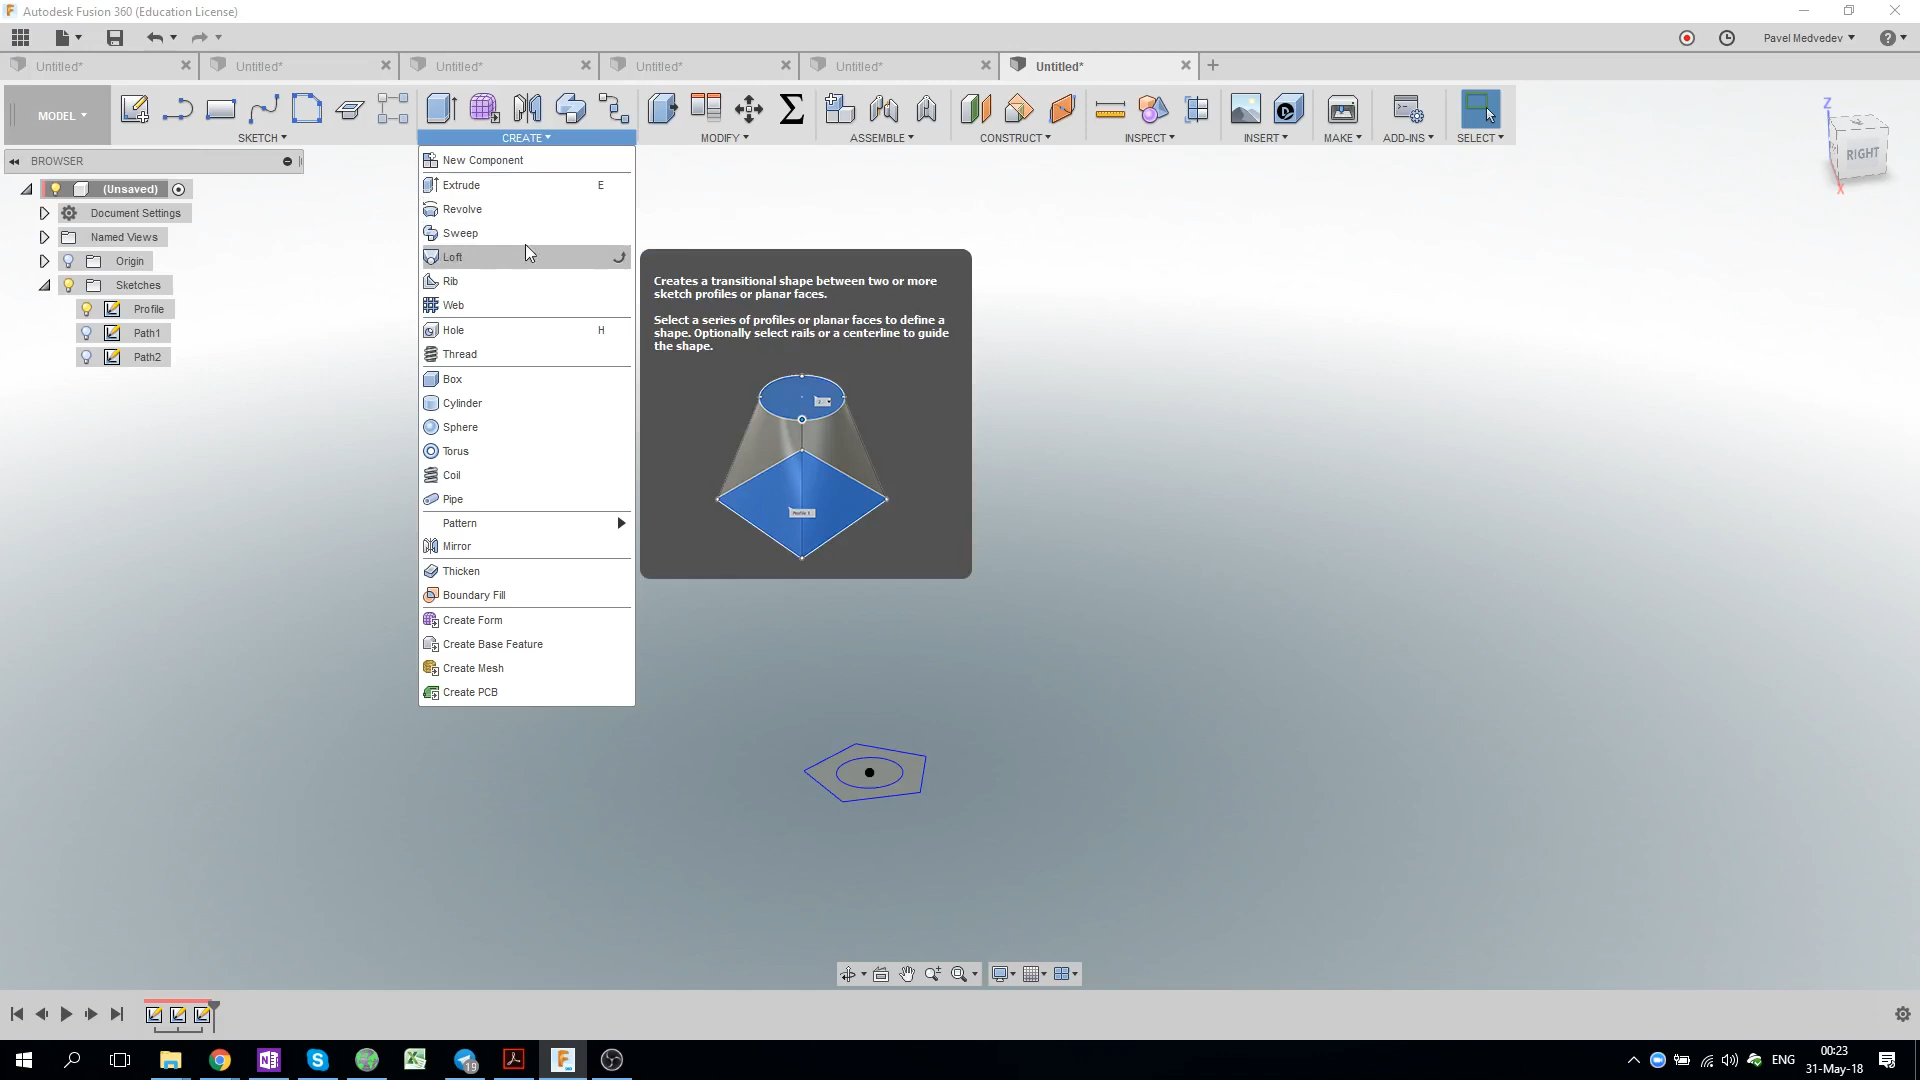 Autodesk Fusion 360 (Education License)
Pavel Medvedev
Untitled*
Untitled*
Untitled*
Untitled*
Untitled*
Untitled*
MODEL
SKETCH
CREATE
MODIFY
ASSEMBLE
CONSTRUCT
INSPECT
INSERT
MAKE
ADD-INS
SELECT
Z
RIGHT
X
BROWSER
(Unsaved)
Document Settings
Named Views
Origin
Sketches
Profile
Path1
Path2
New Component
Extrude E
Revolve
Sweep
Loft
Rib
Web
Hole H
Thread
Box
Cylinder
Sphere
Torus
Coil
Pipe
Pattern
Mirror
Thicken
Boundary Fill
Create Form
Create Base Feature
Create Mesh
Create PCB
Creates a transitional shape between two or more
sketch profiles or planar faces.
Select a series of profiles or planar faces to define a
shape. Optionally select rails or a centerline to guide
the shape.
Profile 1
19
ENG
00:23
31-May-18